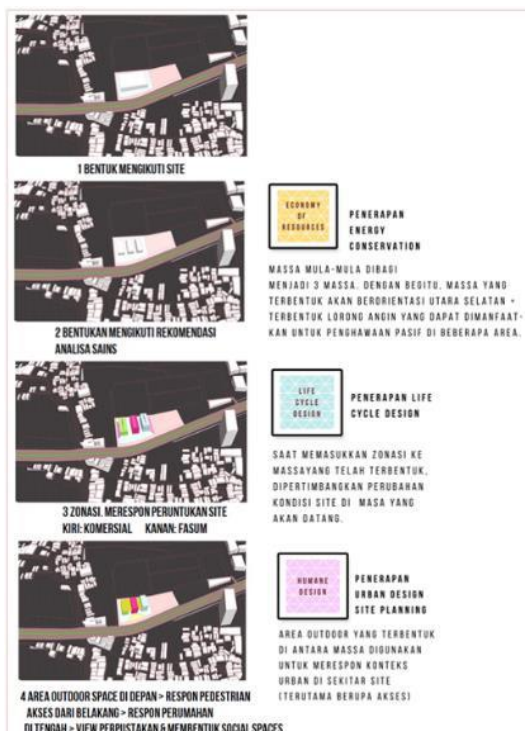 1 BENTUK MENGIKUTI SITE
ECONOMY
OF
RESOURCES
PENERAPAN
ENERGY
CONSERVATION
MASSA MULA-MULA DIBAGI
MENJADI 3 MASSA. DENGAN BEGITU, MASSA YANG
TERBENTUK AKAN BERORIENTASI UTARA SELATAN +
TERBENTUK LORONG ANGIN YANG DAPAT DIMANFAAT-
KAN UNTUK PENGHAWAAN PASIF DI BEBERAPA AREA.
2 BENTUKAN MENGIKUTI REKOMENDASI
ANALISA SAINS
LIFE
CYCLE
DESIGN
PENERAPAN LIFE
CYCLE DESIGN
SAAT MEMASUKKAN ZONASI KE
MASSAYANG TELAH TERBENTUK,
DIPERTIMBANGKAN PERUBAHAN
KONDISI SITE DI MASA YANG
AKAN DATANG.
3 ZONASI. MERESPON PERUNTUKAN SITE
KIRI: KOMERSIAL KANAN: FASUM
HUMANE
DESIGN
PENERAPAN
URBAN DESIGN
SITE PLANNING
AREA OUTDOOR YANG TERBENTUK
DI ANTARA MASSA DIGUNAKAN
UNTUK MERESPON KONTEKS
URBAN DI SEKITAR SITE
(TERUTAMA BERUPA AKSES)
4 AREA OUTDOOR SPACE DI DEPAN > RESPON PEDESTRIAN
AKSES DARI BELAKANG > RESPON PERUMAHAN
DI TENGAH > VIEW PERPUSTAKAN & MEMBENTUK SOCIAL SPACES